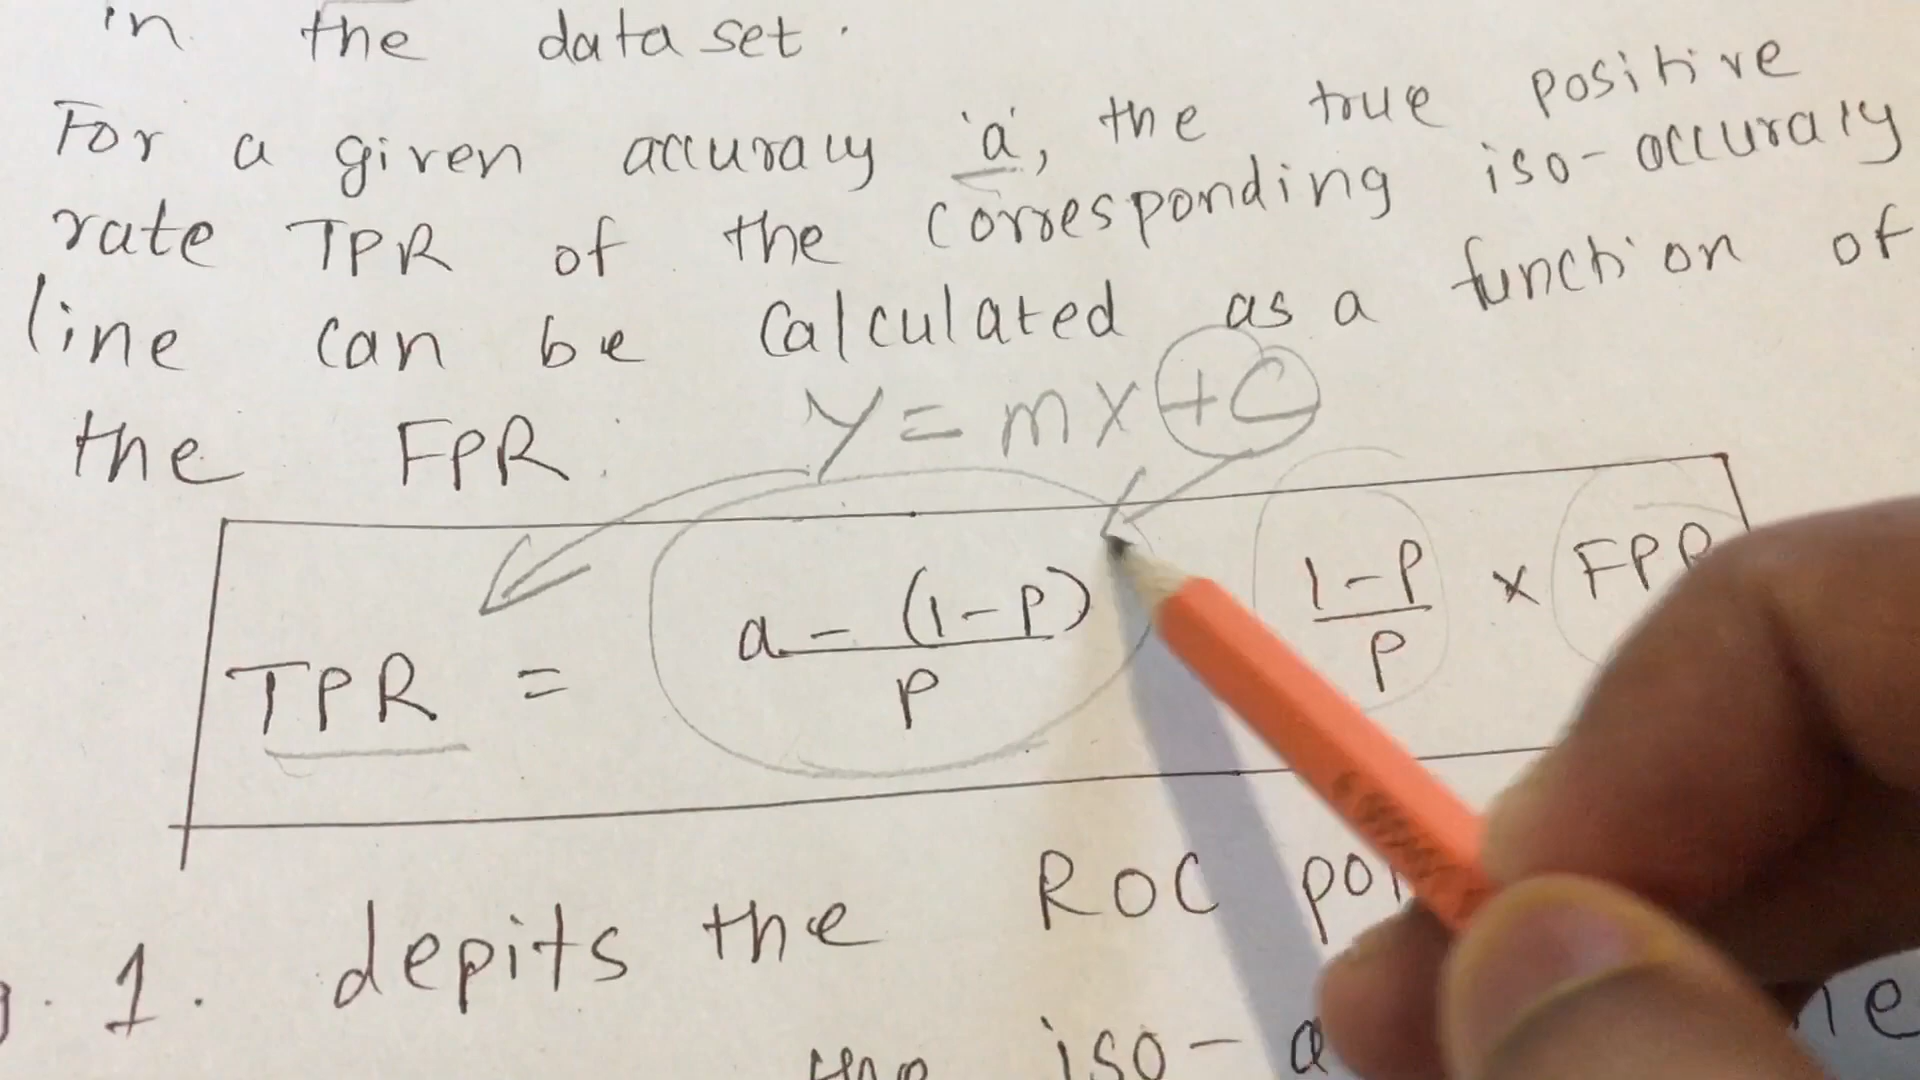 in the data set.
For a given accuracy 'a', the true positive
rate TPR of the corresponding iso-accuracy
line can be calculated as a function of
the FPR:
y = mx + C
TPR = a - (1-P) / P 1-P / P × FPR
1. depits the ROC
the iso-